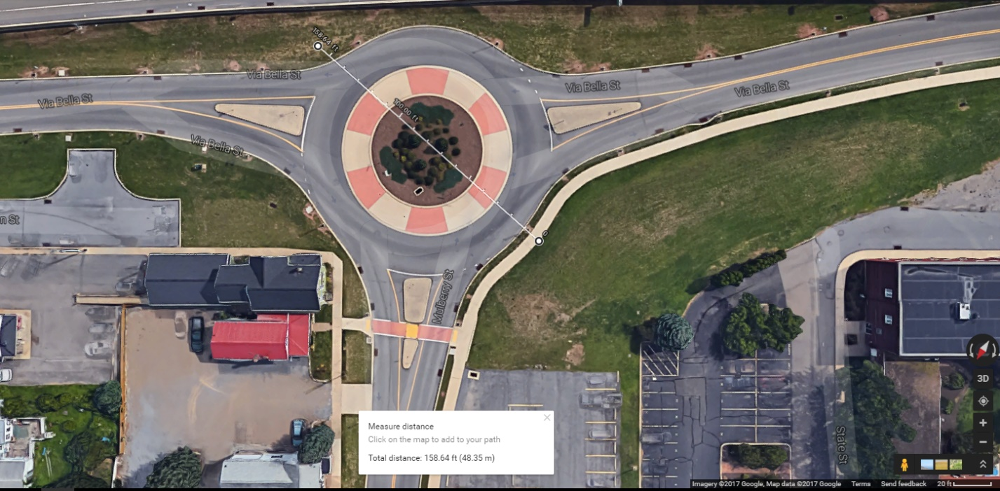 158.64 ft
Via Bella St
Via Bella St
Via Bella St
Via Bella St
100.00 ft
Via Bella St
n St
0
Mulberry St
3D
State St
Measure distance
Click on the map to add to your path
Total distance: 158.64 ft (48.35 m)
Imagery ©2017 Google, Map data ©2017 Google Terms Send feedback 20 ft